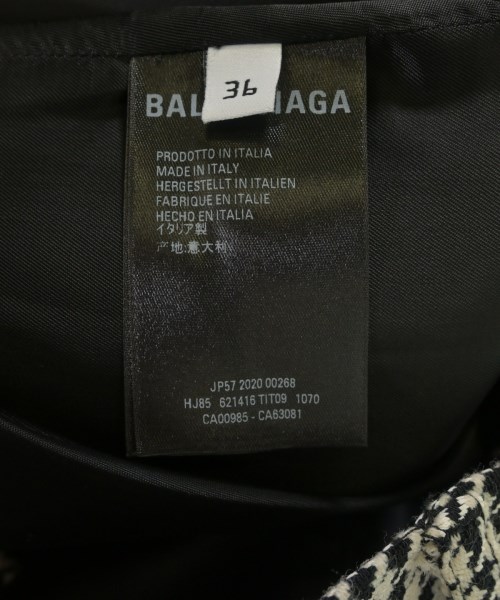 36
BAL NIAGA
PRODOTTO IN ITALIA
MADE IN ITALY
HERGESTELLT IN ITALIEN
FABRIQUE EN ITALIE
HECHO EN ITALIA
イタリア製
产地:意大利
JP57 2020 00268
HJ85 621416 TIT09 1070
CA00985 - CA63081